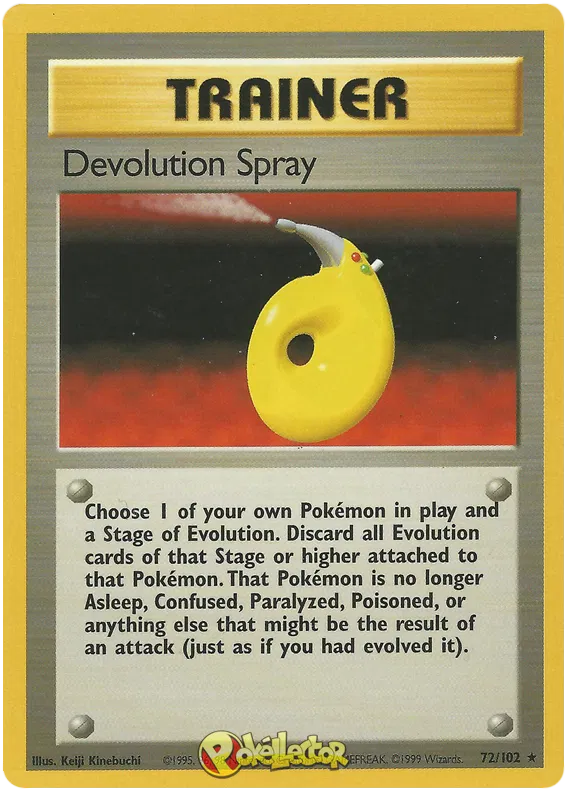 TRAINER
Devolution Spray
Choose 1 of your own Pokémon in play and
a Stage of Evolution. Discard all Evolution
cards of that Stage or higher attached to
that Pokémon. That Pokémon is no longer
Asleep, Confused, Paralyzed, Poisoned, or
anything else that might be the result of
an attack (just as if you had evolved it).
Pokéllector
Illus. Keiji Kinebuchi ©1995, EFREAK. ©1999 Wizards. 72/102 ★